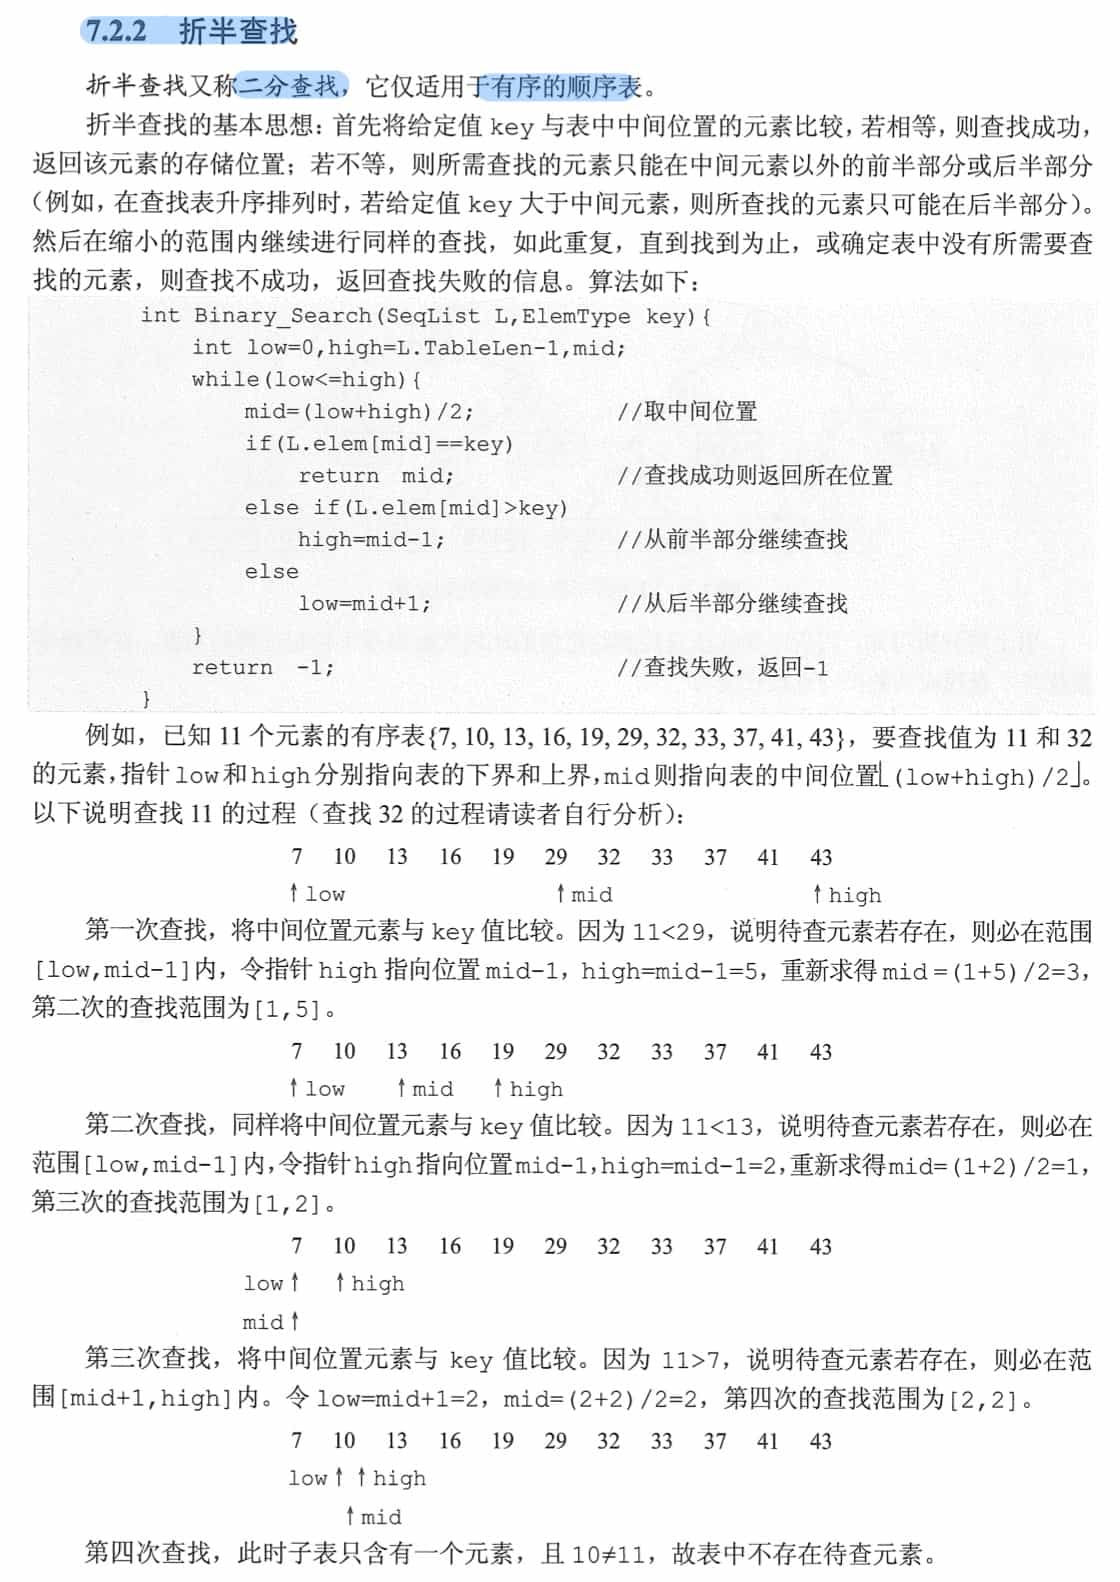 7.2.2 折半查找
折半查找又称二分查找，它仅适用于有序的顺序表。
折半查找的基本思想：首先将给定值 key 与表中中间位置的元素比较，若相等，则查找成功，
返回该元素的存储位置；若不等，则所需查找的元素只能在中间元素以外的前半部分或后半部分
（例如，在查找表升序排列时，若给定值 key 大于中间元素，则所查找的元素只可能在后半部分）。
然后在缩小的范围内继续进行同样的查找，如此重复，直到找到为止，或确定表中没有所需要查
找的元素，则查找不成功，返回查找失败的信息。算法如下：
int Binary_Search(SeqList L,ElemType key){
int low=0,high=L.TableLen-1,mid;
while(low<=high){
mid=(low+high)/2; //取中间位置
if(L.elem[mid]==key)
return mid; //查找成功则返回所在位置
else if(L.elem[mid]>key)
high=mid-1; //从前半部分继续查找
else
low=mid+1; //从后半部分继续查找
}
return -1; //查找失败，返回-1
}
例如，已知 11 个元素的有序表{7, 10, 13, 16, 19, 29, 32, 33, 37, 41, 43}，要查找值为 11 和 32
的元素，指针 low 和 high 分别指向表的下界和上界，mid 则指向表的中间位置⌊(low+high)/2⌋。
以下说明查找 11 的过程（查找 32 的过程请读者自行分析）：
7 10 13 16 19 29 32 33 37 41 43
↑low ↑mid ↑high
第一次查找，将中间位置元素与 key 值比较。因为 11<29，说明待查元素若存在，则必在范围
[low,mid-1]内，令指针 high 指向位置 mid-1，high=mid-1=5，重新求得 mid=(1+5)/2=3，
第二次的查找范围为[1,5]。
7 10 13 16 19 29 32 33 37 41 43
↑low ↑mid ↑high
第二次查找，同样将中间位置元素与 key 值比较。因为 11<13，说明待查元素若存在，则必在
范围[low,mid-1]内，令指针 high 指向位置 mid-1，high=mid-1=2，重新求得 mid=(1+2)/2=1，
第三次的查找范围为[1,2]。
7 10 13 16 19 29 32 33 37 41 43
low↑ ↑high
mid↑
第三次查找，将中间位置元素与 key 值比较。因为 11>7，说明待查元素若存在，则必在范
围[mid+1,high]内。令 low=mid+1=2，mid=(2+2)/2=2，第四次的查找范围为[2,2]。
7 10 13 16 19 29 32 33 37 41 43
low↑ ↑high
↑mid
第四次查找，此时子表只含有一个元素，且 10≠11，故表中不存在待查元素。